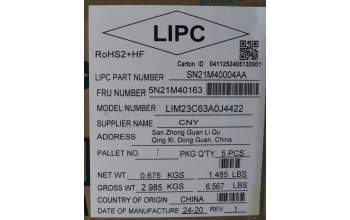 LIPC
RoHS2+HF
Carton ID 0411252405130001
LIPC PART NUMBER SN21M40004AA
FRU NUMBER 5N21M40163
MODEL NUMBER LIM23C63A0J4422
SUPPLIER NAME CNY
ADDRESS San Zhong Guan Li Qu
Qing Xi, Dong Guan, China
PALLET NO. / PKG Q'TY 5 PCS
NET WT. 0.675 KGS 1.485 LBS
GROSS WT. 2.985 KGS 6.567 LBS
COUNTRY OF ORIGIN CHINA
DATE OF MANUFACTURE 24-20 REV 1